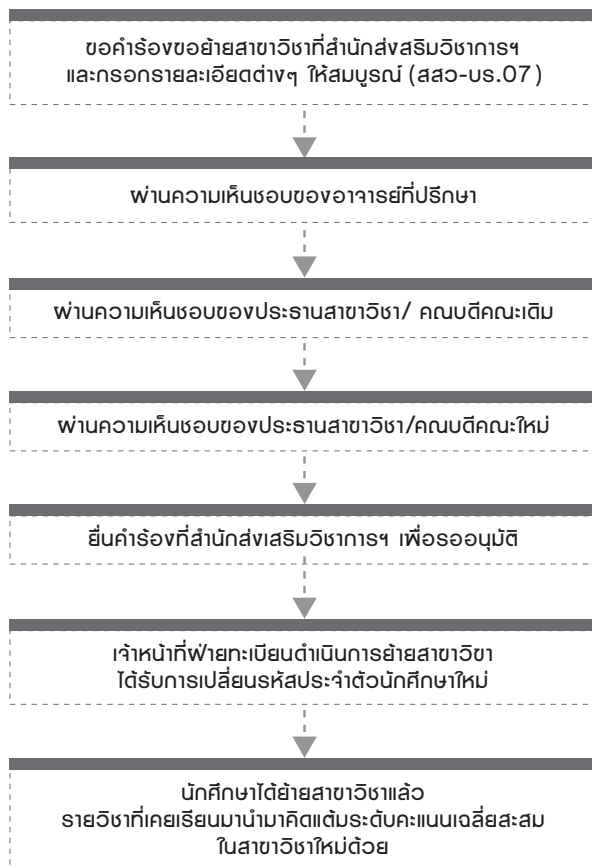 ขอคำร้องขอย้ายสาขาวิชาที่สำนักส่งสริมวิชาการฯ
และกรอกรายละเอียดต่างๆ ให้สมบูรณ์ (สสว-บร.07)
ผ่านความเห็นชอบของอาจารย์ที่ปรึกษา
ผ่านความเห็นชอบของประธานสาขาวิชา/ คณบดีคณะเดิม
ผ่านความเห็นชอบของประธานสาขาวิชา/คณบดีคณะใหม่
ยื่นคำร้องที่สำนักส่งเสริมวิชาการฯ เพื่อรออนุมัติ
เจ้าหน้าที่ฝ่ายทะเบียนดำเนินการย้ายสาขาวิขา
ได้รับการเปลี่ยนรหัสประจำตัวนักศึกษาใหม่
นักศึกษาได้ย้ายสาขาวิชาแล้ว
รายวิชาที่เคยเรียนมานำมาคิดแต้มระดับคะแนนเฉลี่ยสะสม
ในสาขาวิชาใหม่ด้วย